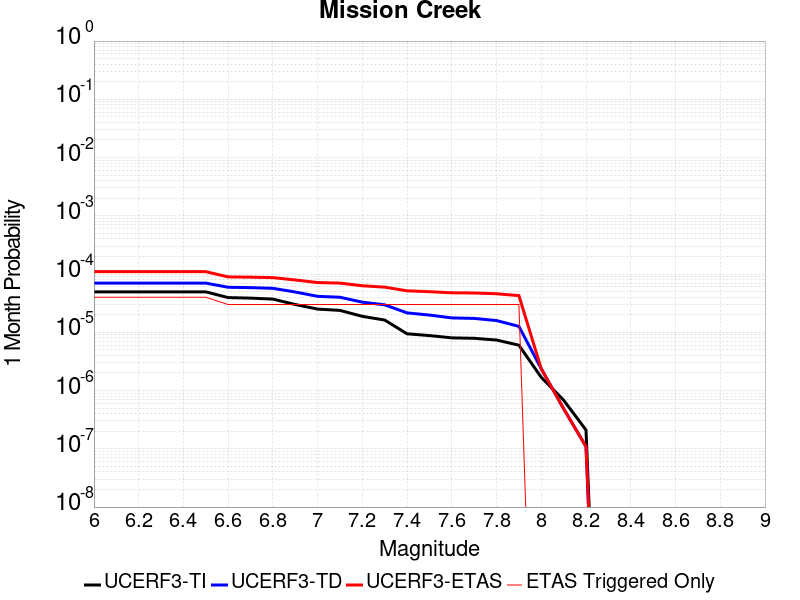 Mission Creek
10^0
10^-1
10^-2
10^-3
10^-4
10^-5
10^-6
10^-7
10^-8
1 Month Probability
6 6.2 6.4 6.6 6.8 7 7.2 7.4 7.6 7.8 8 8.2 8.4 8.6 8.8 9
Magnitude
UCERF3-TI UCERF3-TD UCERF3-ETAS ETAS Triggered Only